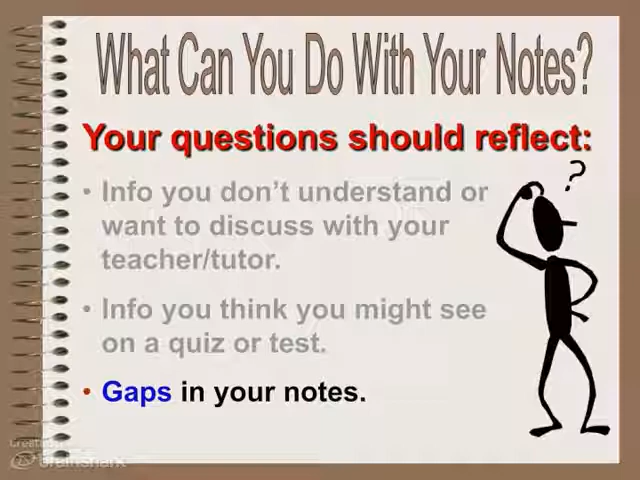 What Can You Do With Your Notes?
Your questions should reflect:
?
• Info you don't understand or
want to discuss with your
teacher/tutor.
• Info you think you might see
on a quiz or test.
• Gaps in your notes.
brainshark